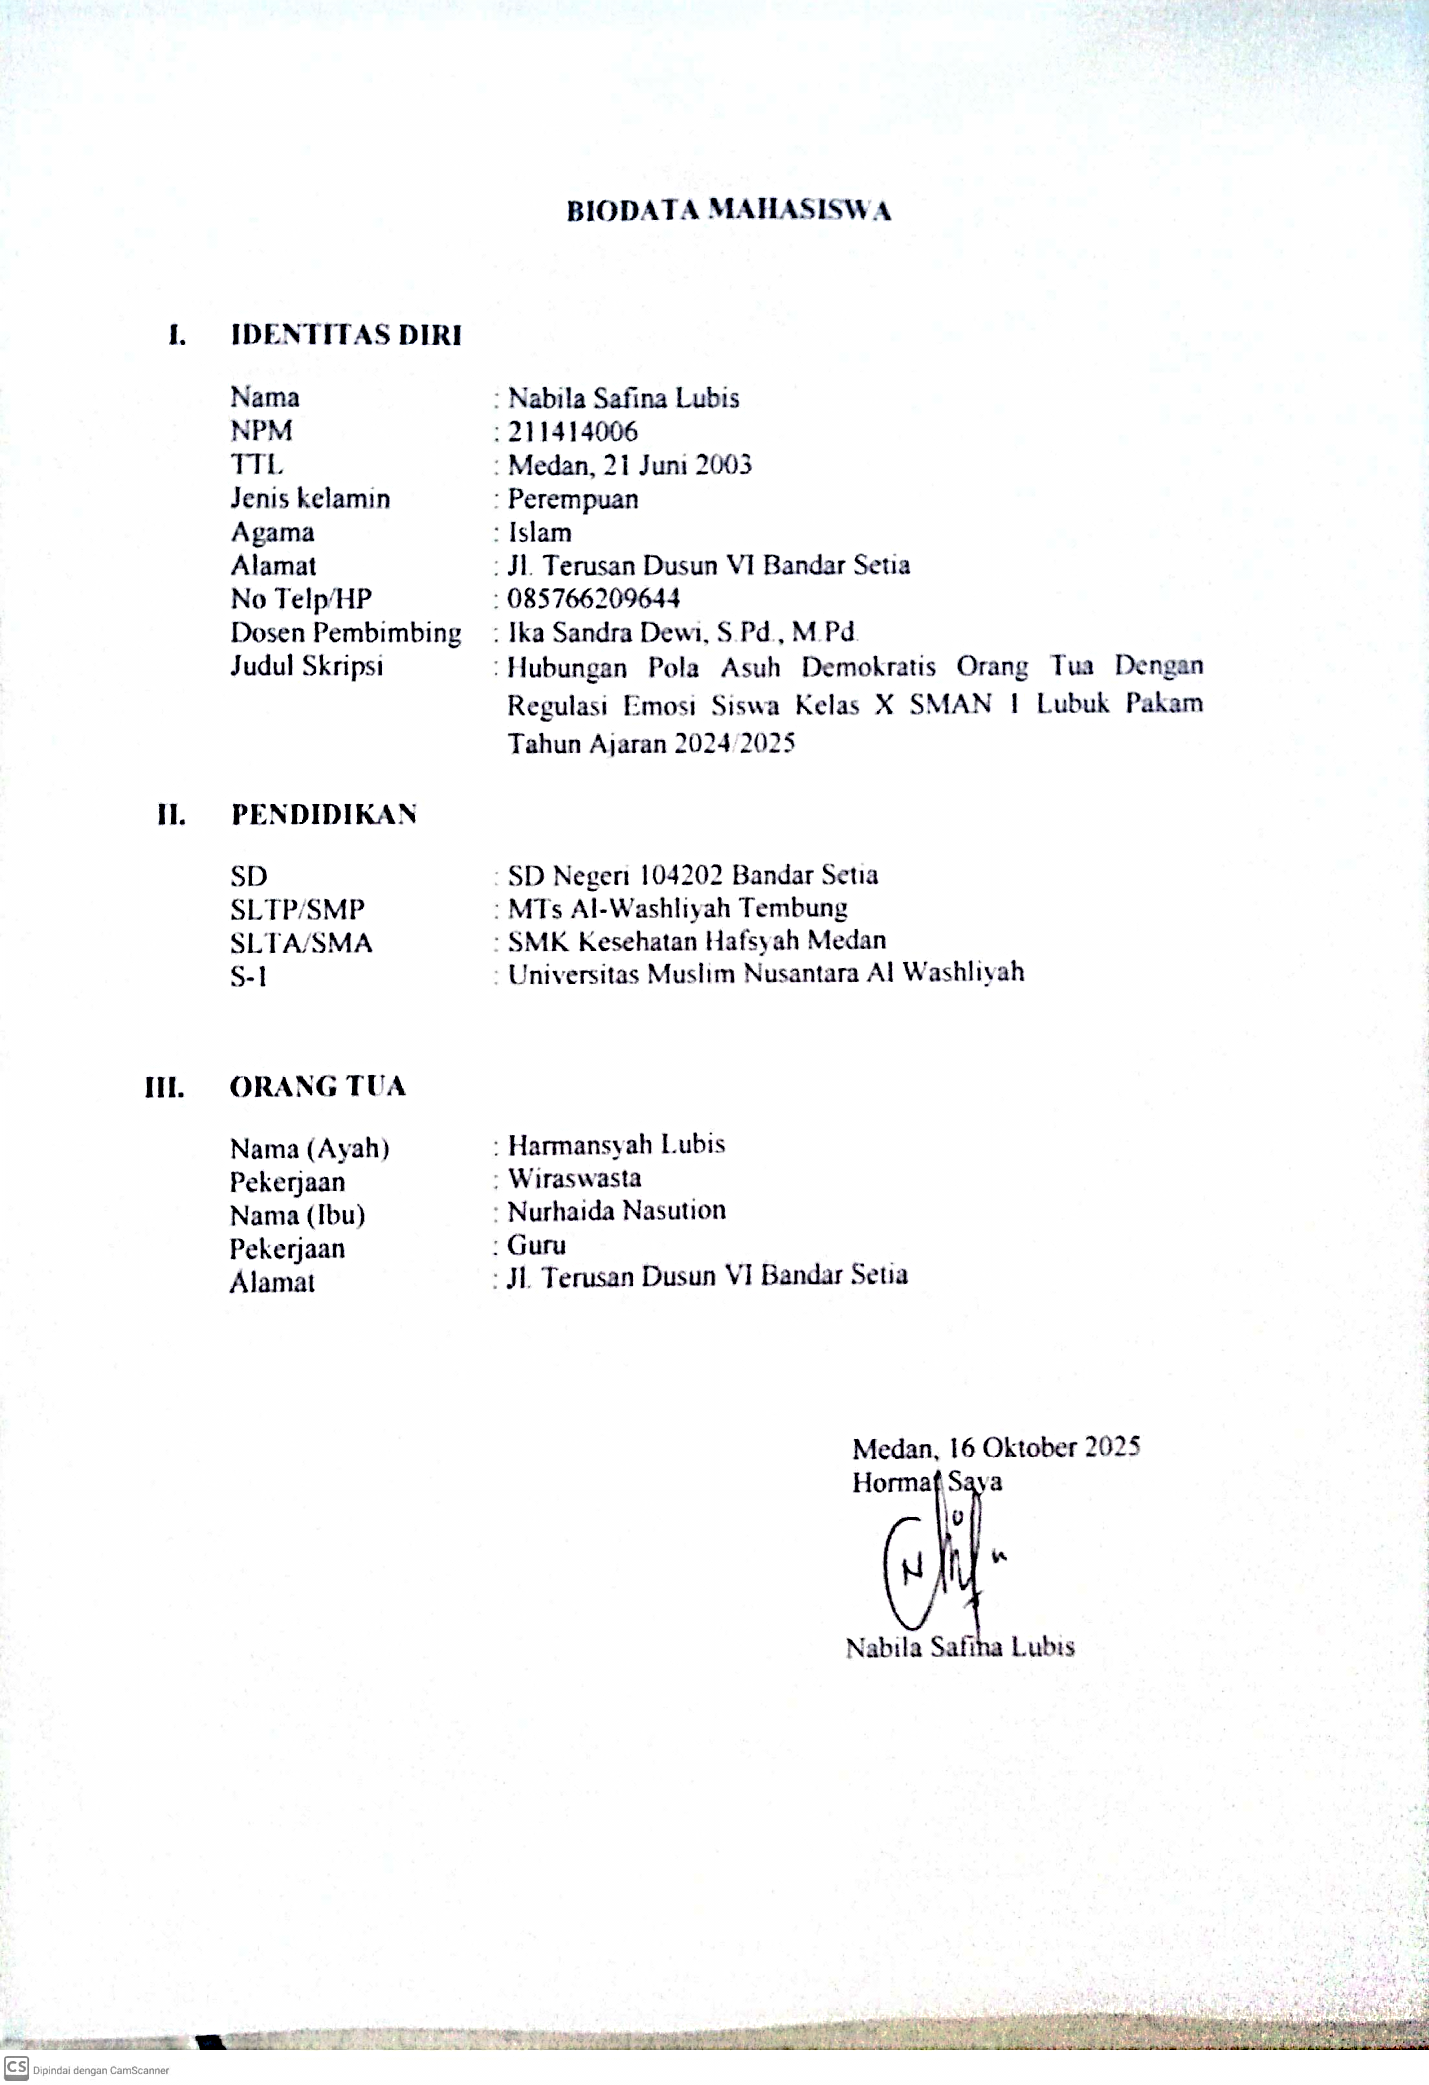 BIODATA MAHASISWA
I. IDENTITAS DIRI
Nama : Nabila Safina Lubis
NPM : 211414006
TTL : Medan, 21 Juni 2003
Jenis kelamin : Perempuan
Agama : Islam
Alamat : Jl. Terusan Dusun VI Bandar Setia
No Telp/HP : 085766209644
Dosen Pembimbing : Ika Sandra Dewi, S.Pd., M.Pd.
Judul Skripsi : Hubungan Pola Asuh Demokratis Orang Tua Dengan
Regulasi Emosi Siswa Kelas X SMAN 1 Lubuk Pakam
Tahun Ajaran 2024/2025
II. PENDIDIKAN
SD : SD Negeri 104202 Bandar Setia
SLTP/SMP : MTs Al-Washliyah Tembung
SLTA/SMA : SMK Kesehatan Hafsyah Medan
S-1 : Universitas Muslim Nusantara Al Washliyah
III. ORANG TUA
Nama (Ayah) : Harmansyah Lubis
Pekerjaan : Wiraswasta
Nama (Ibu) : Nurhaida Nasution
Pekerjaan : Guru
Alamat : Jl. Terusan Dusun VI Bandar Setia
Medan, 16 Oktober 2025
Hormat Saya
Nabila Safina Lubis
CS Dipindai dengan CamScanner